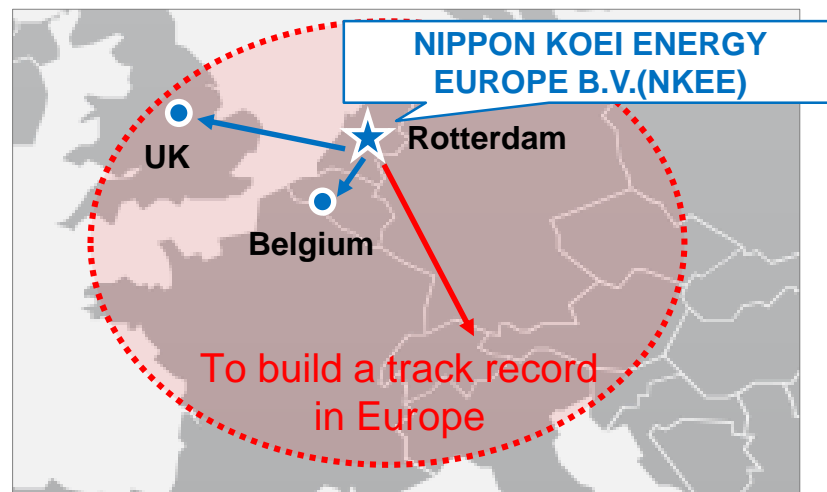 NIPPON KOEI ENERGY
EUROPE B.V.(NKEE)
Rotterdam
UK
Belgium
To build a track record
in Europe